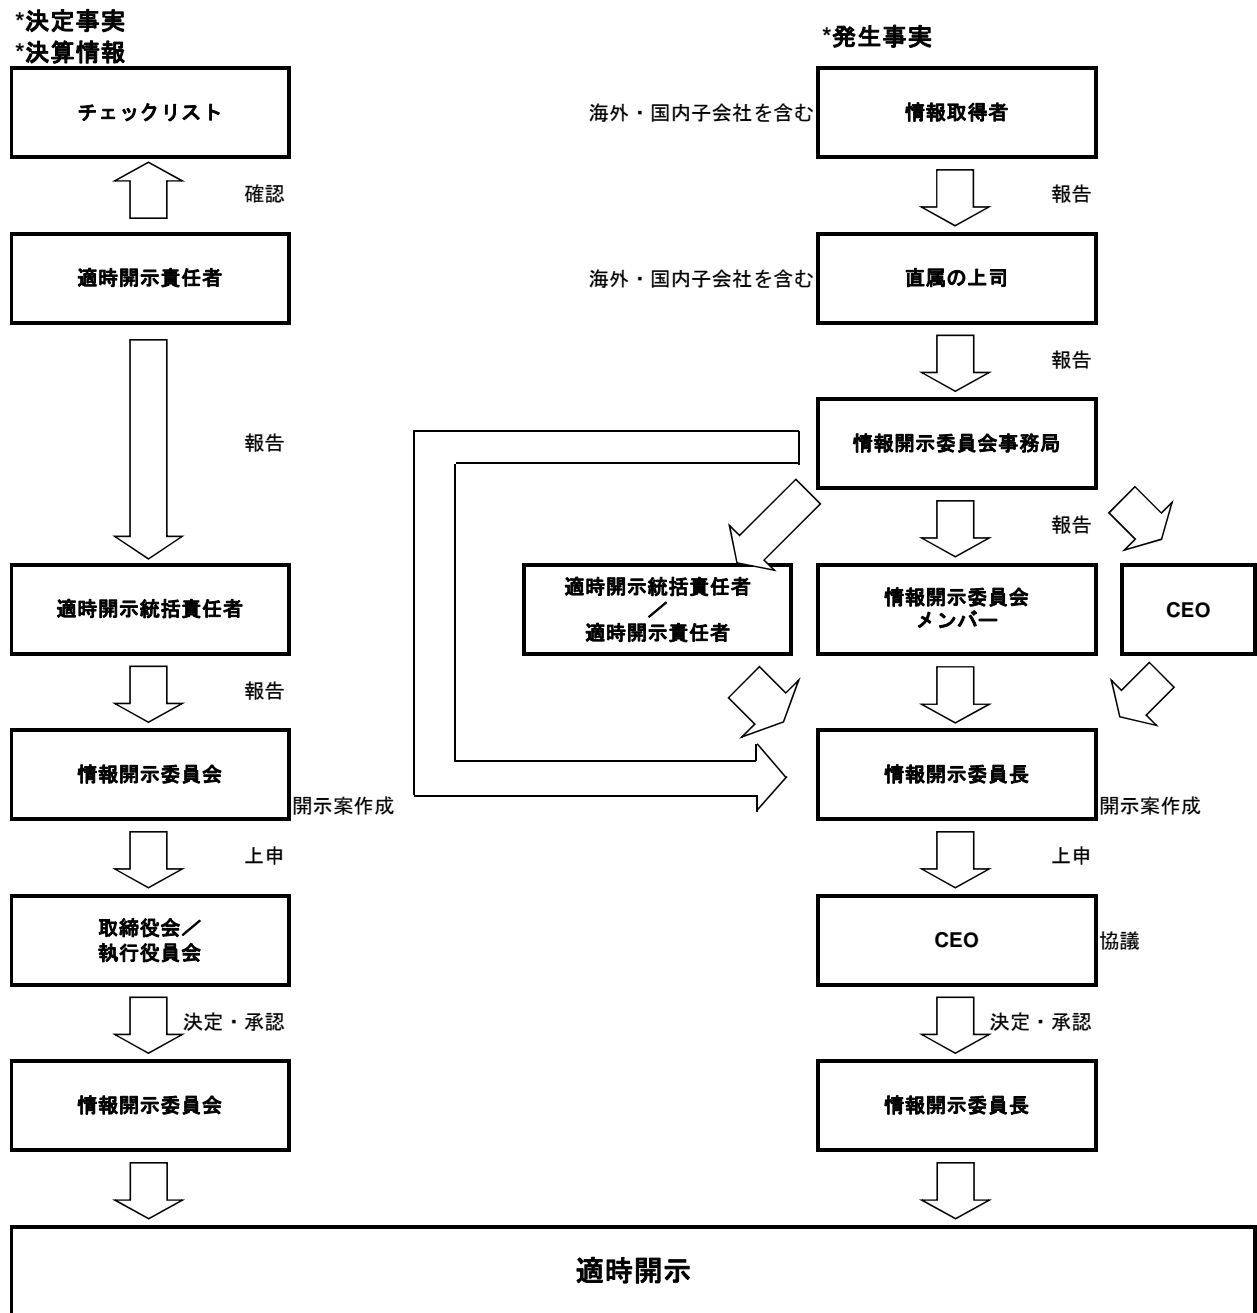 *決定事実
*決算情報
チェックリスト
確認
適時開示責任者
報告
適時開示統括責任者
報告
情報開示委員会
開示案作成
上申
取締役会／
執行役員会
決定・承認
情報開示委員会
*発生事実
海外・国内子会社を含む
情報取得者
報告
海外・国内子会社を含む
直属の上司
報告
情報開示委員会事務局
報告
適時開示統括責任者
／
適時開示責任者
情報開示委員会
メンバー
CEO
情報開示委員長
開示案作成
上申
CEO
協議
決定・承認
情報開示委員長
適時開示